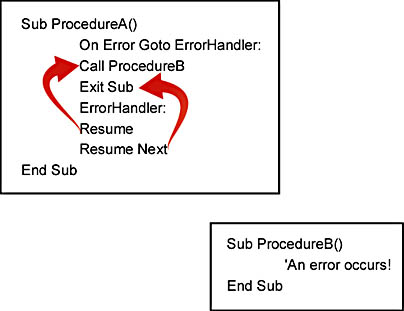 Sub ProcedureA()
On Error Goto ErrorHandler:
Call ProcedureB
Exit Sub
ErrorHandler:
Resume
Resume Next
End Sub
Sub ProcedureB()
'An error occurs!
End Sub